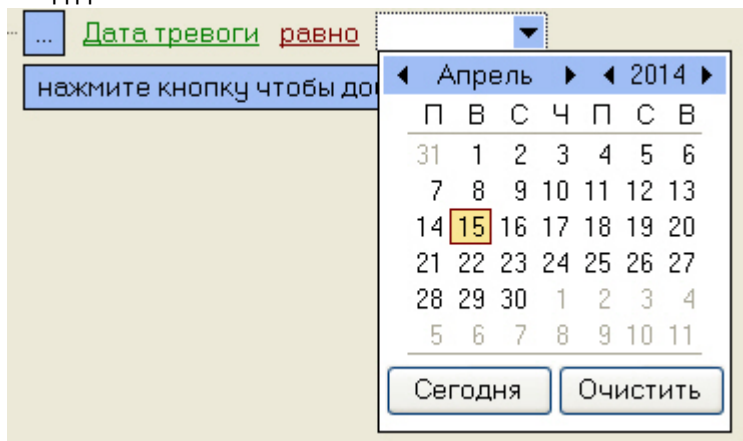 ... Дата тревоги равно
нажмите кнопку чтобы до
Апрель 2014
П В С Ч П С В
31 1 2 3 4 5 6
7 8 9 10 11 12 13
14 15 16 17 18 19 20
21 22 23 24 25 26 27
28 29 30 1 2 3 4
5 6 7 8 9 10 11
Сегодня Очистить